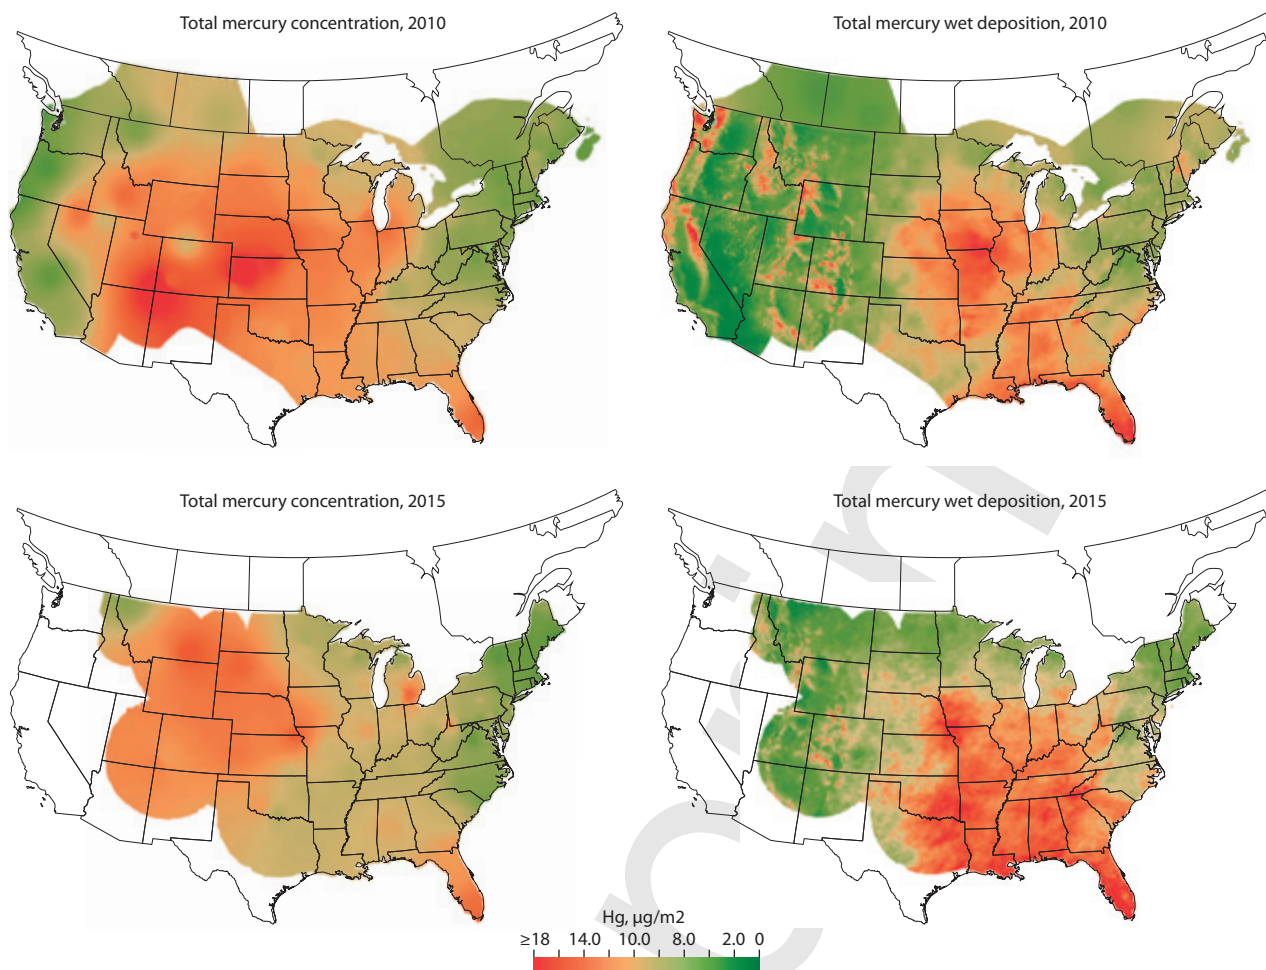 Total mercury concentration, 2010
Total mercury wet deposition, 2010
Total mercury concentration, 2015
Total mercury wet deposition, 2015
Hg, µg/m2
≥18 14.0 10.0 8.0 2.0 0